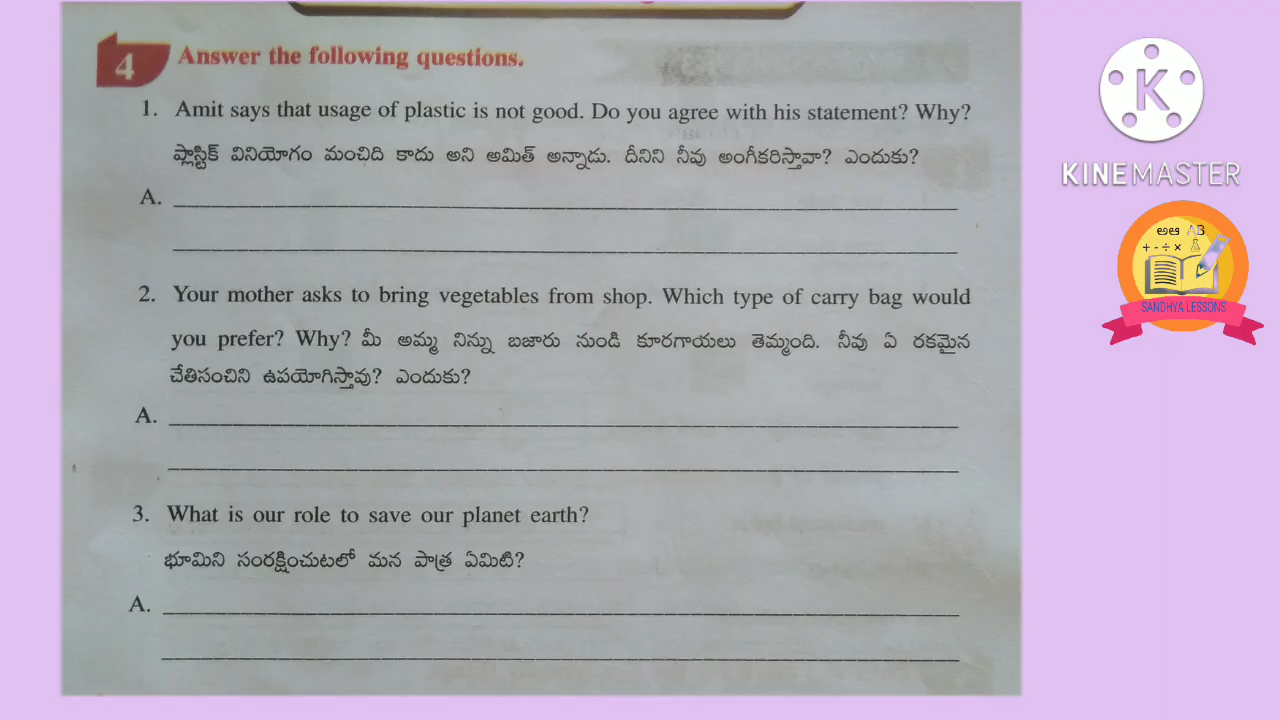 4 Answer the following questions.
1. Amit says that usage of plastic is not good. Do you agree with his statement? Why?
ప్లాస్టిక్ వినియోగం మంచిది కాదు అని అమిత్ అన్నాడు. దీనిని నీవు అంగీకరిస్తావా? ఎందుకు?
A.
2. Your mother asks to bring vegetables from shop. Which type of carry bag would
you prefer? Why? మీ అమ్మ నిన్ను బజారు నుండి కూరగాయలు తెమ్మంది. నీవు ఏ రకమైన
చేతిసంచిని ఉపయోగిస్తావు? ఎందుకు?
A.
3. What is our role to save our planet earth?
భూమిని సంరక్షించుటలో మన పాత్ర ఏమిటి?
A.
K
KINEMASTER
అఆ AB
+ - ÷ ×
SANDHYA LESSONS